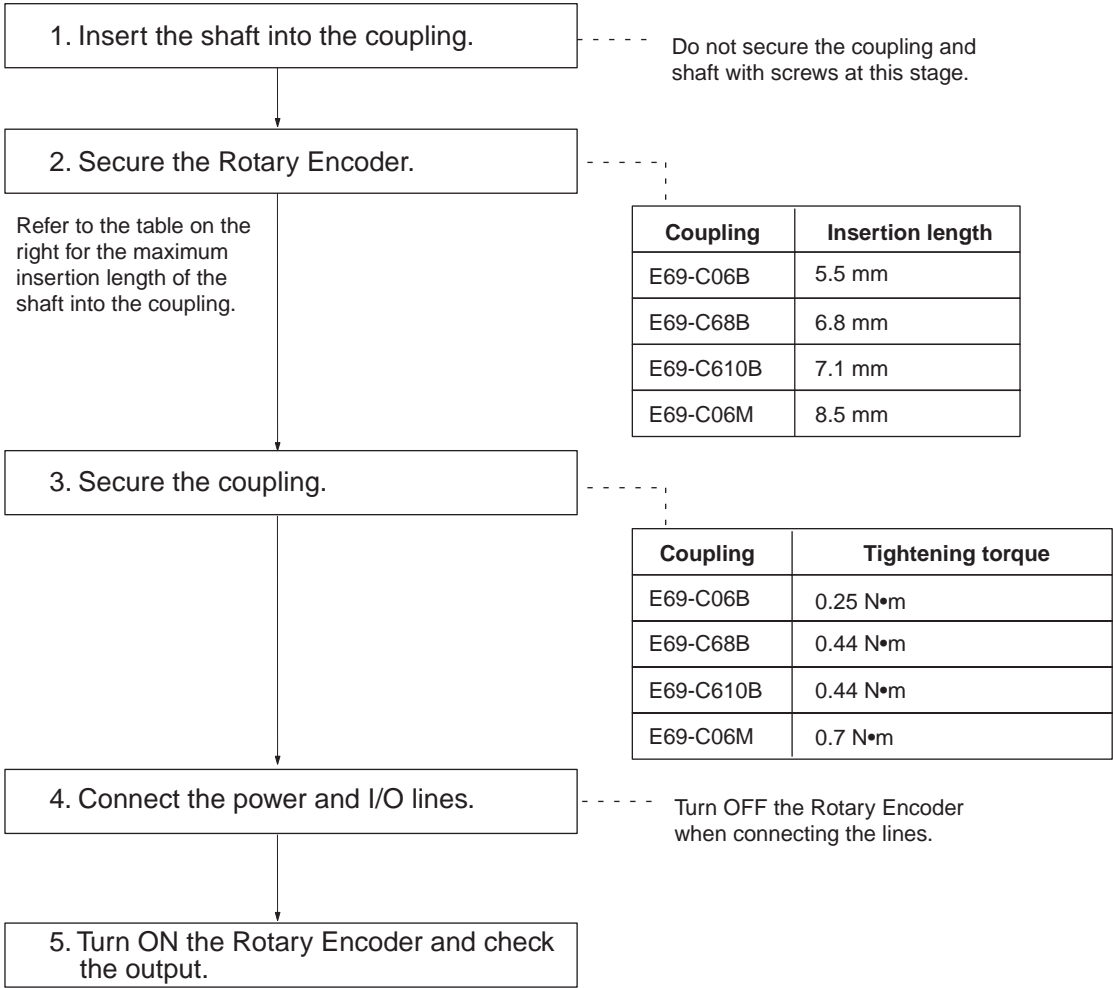 1. Insert the shaft into the coupling.
Do not secure the coupling and
shaft with screws at this stage.
2. Secure the Rotary Encoder.
Refer to the table on the
right for the maximum
insertion length of the
shaft into the coupling.
Coupling Insertion length
E69-C06B 5.5 mm
E69-C68B 6.8 mm
E69-C610B 7.1 mm
E69-C06M 8.5 mm
3. Secure the coupling.
Coupling Tightening torque
E69-C06B 0.25 N•m
E69-C68B 0.44 N•m
E69-C610B 0.44 N•m
E69-C06M 0.7 N•m
4. Connect the power and I/O lines.
Turn OFF the Rotary Encoder
when connecting the lines.
5. Turn ON the Rotary Encoder and check
the output.